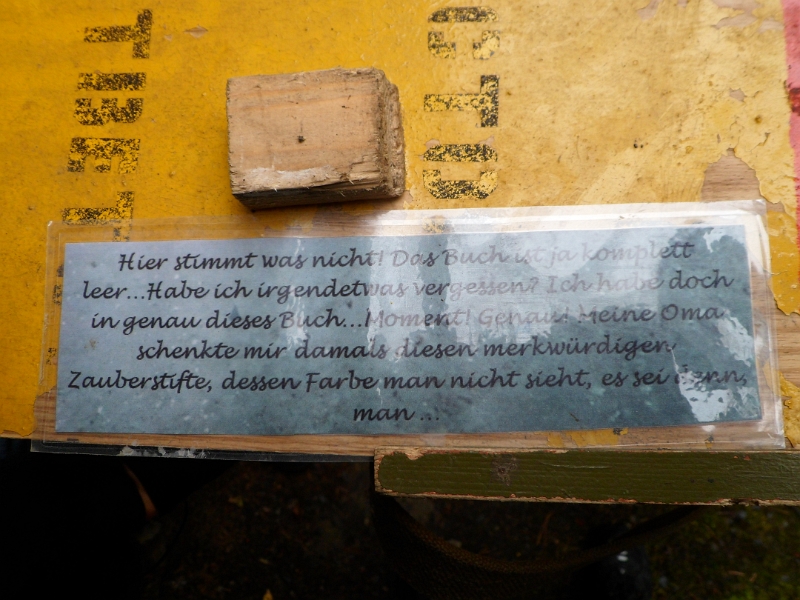 Hier stimmt was nicht! Das Buch ist ja komplett
leer...Habe ich irgendetwas vergessen? Ich habe doch
in genau dieses Buch...Moment! Genau! Meine Oma
schenkte mir damals diesen merkwürdigen
Zauberstifte, dessen Farbe man nicht sieht, es sei denn,
man ...